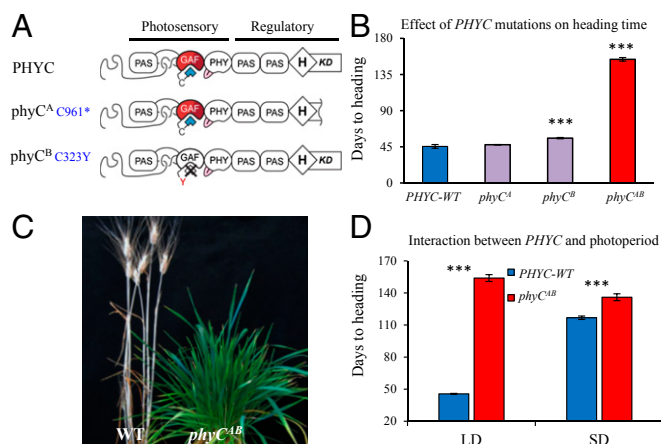 A
Photosensory Regulatory
PHYC
PAS GAF PHY PAS PAS H KD
C
phyC^A C961*
PAS GAF PHY PAS PAS H
C
phyC^B C323Y
PAS GAF PHY PAS PAS H KD
Y
B
Effect of PHYC mutations on heading time
Days to heading
180
135
90
45
0
***
***
PHYC-WT phyC^A phyC^B phyC^AB
C
WT phyC^AB
D
Interaction between PHYC and photoperiod
Days to heading
170
140
110
80
50
20
PHYC-WT
phyC^AB
***
***
LD SD